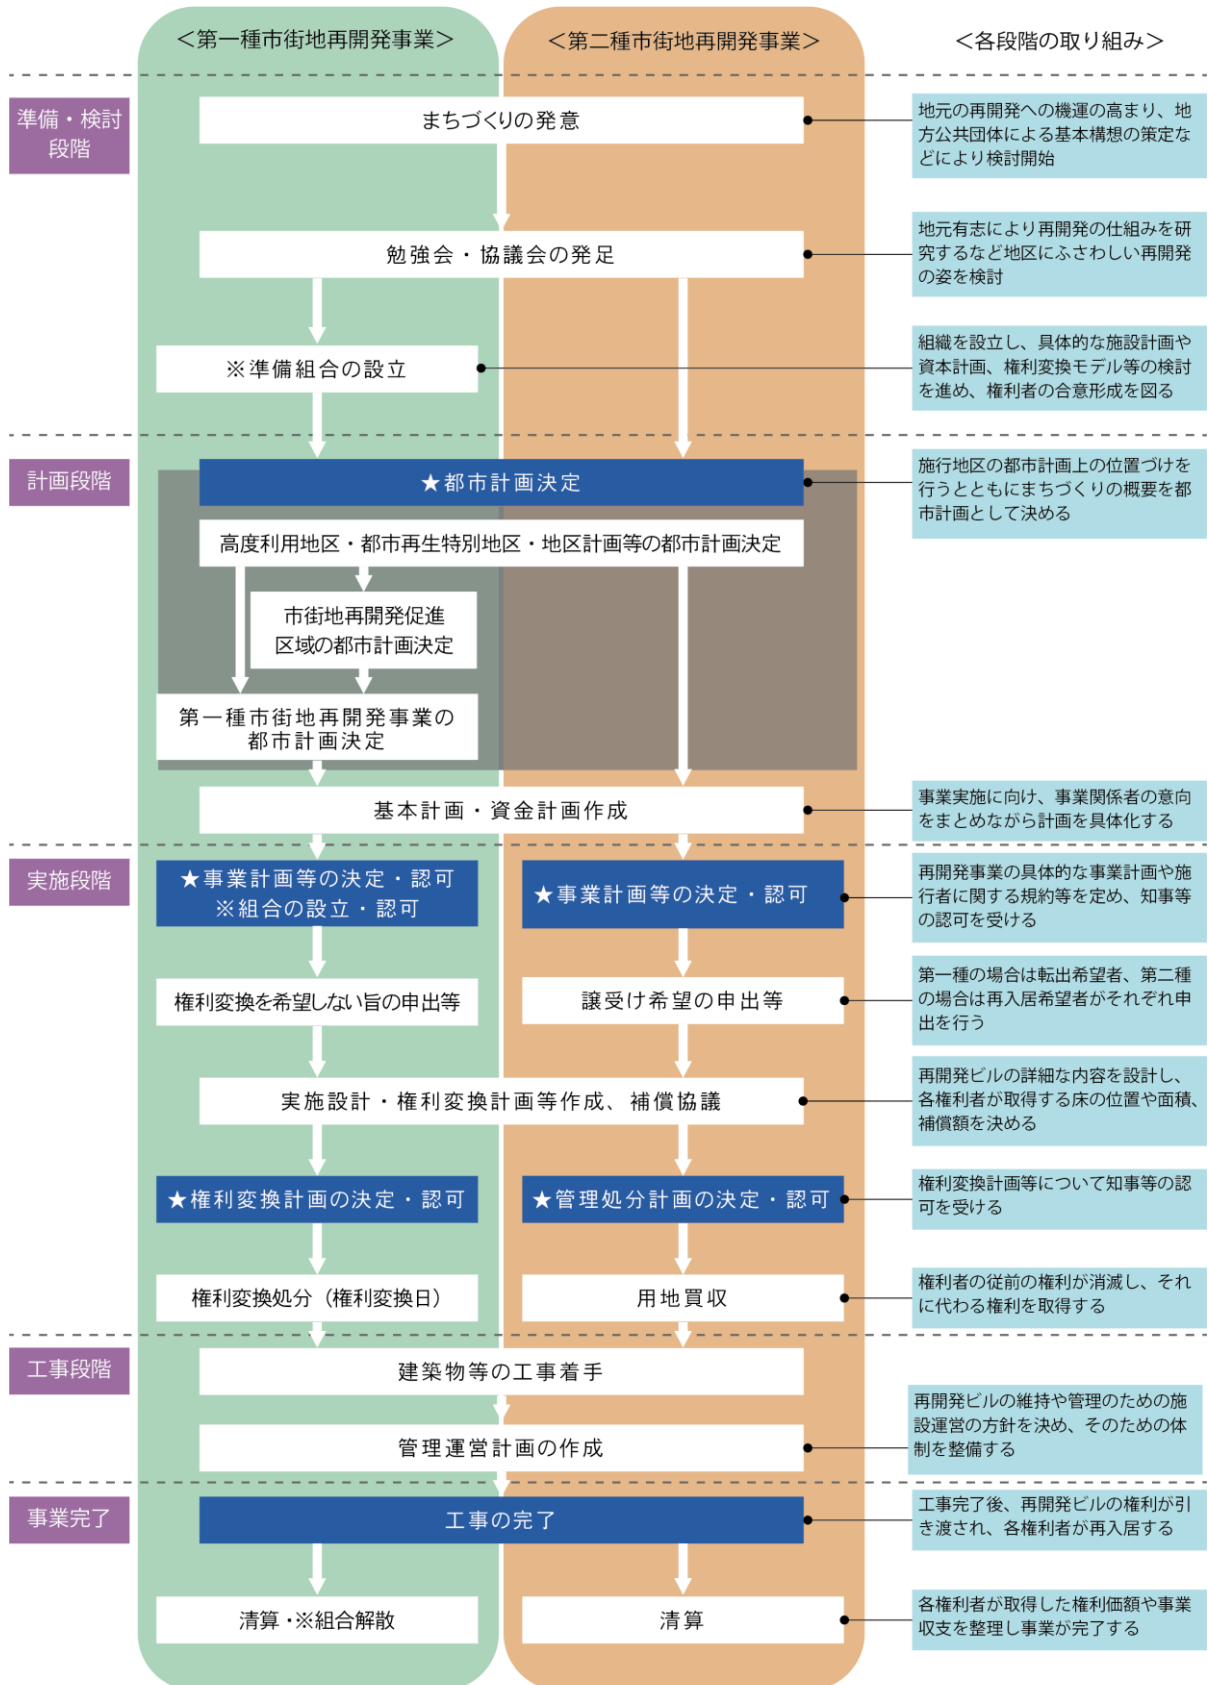 ＜第一種市街地再開発事業＞
＜第二種市街地再開発事業＞
＜各段階の取り組み＞
準備・検討
段階
まちづくりの発意
地元の再開発への機運の高まり、地
方公共団体による基本構想の策定な
どにより検討開始
勉強会・協議会の発足
地元有志により再開発の仕組みを研
究するなど地区にふさわしい再開発
の姿を検討
※準備組合の設立
組織を設立し、具体的な施設計画や
資本計画、権利変換モデル等の検討
を進め、権利者の合意形成を図る
計画段階
★都市計画決定
施行地区の都市計画上の位置づけを
行うとともにまちづくりの概要を都
市計画として決める
高度利用地区・都市再生特別地区・地区計画等の都市計画決定
市街地再開発促進
区域の都市計画決定
第一種市街地再開発事業の
都市計画決定
基本計画・資金計画作成
事業実施に向け、事業関係者の意向
をまとめながら計画を具体化する
実施段階
★事業計画等の決定・認可
※組合の設立・認可
★事業計画等の決定・認可
再開発事業の具体的な事業計画や施
行者に関する規約等を定め、知事等
の認可を受ける
権利変換を希望しない旨の申出等
譲受け希望の申出等
第一種の場合は転出希望者、第二種
の場合は再入居希望者がそれぞれ申
出を行う
実施設計・権利変換計画等作成、補償協議
再開発ビルの詳細な内容を設計し、
各権利者が取得する床の位置や面積、
補償額を決める
★権利変換計画の決定・認可
★管理処分計画の決定・認可
権利変換計画等について知事等の認
可を受ける
権利変換処分（権利変換日）
用地買収
権利者の従前の権利が消滅し、それ
に代わる権利を取得する
工事段階
建築物等の工事着手
管理運営計画の作成
再開発ビルの維持や管理のための施
設運営の方針を決め、そのための体
制を整備する
事業完了
工事の完了
工事完了後、再開発ビルの権利が引
き渡され、各権利者が再入居する
清算・※組合解散
清算
各権利者が取得した権利価額や事業
収支を整理し事業が完了する